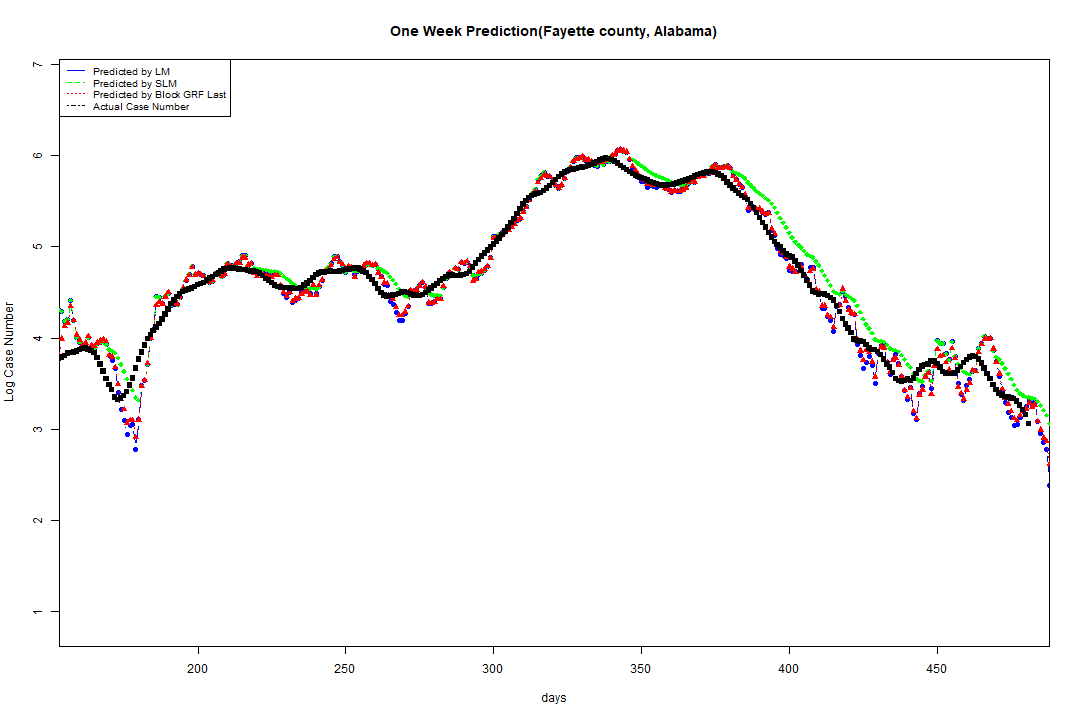 One Week Prediction(Fayette county, Alabama)
Predicted by LM
Predicted by SLM
Predicted by Block GRF Last
Actual Case Number
7
6
5
4
3
2
1
Log Case Number
200 250 300 350 400 450
days